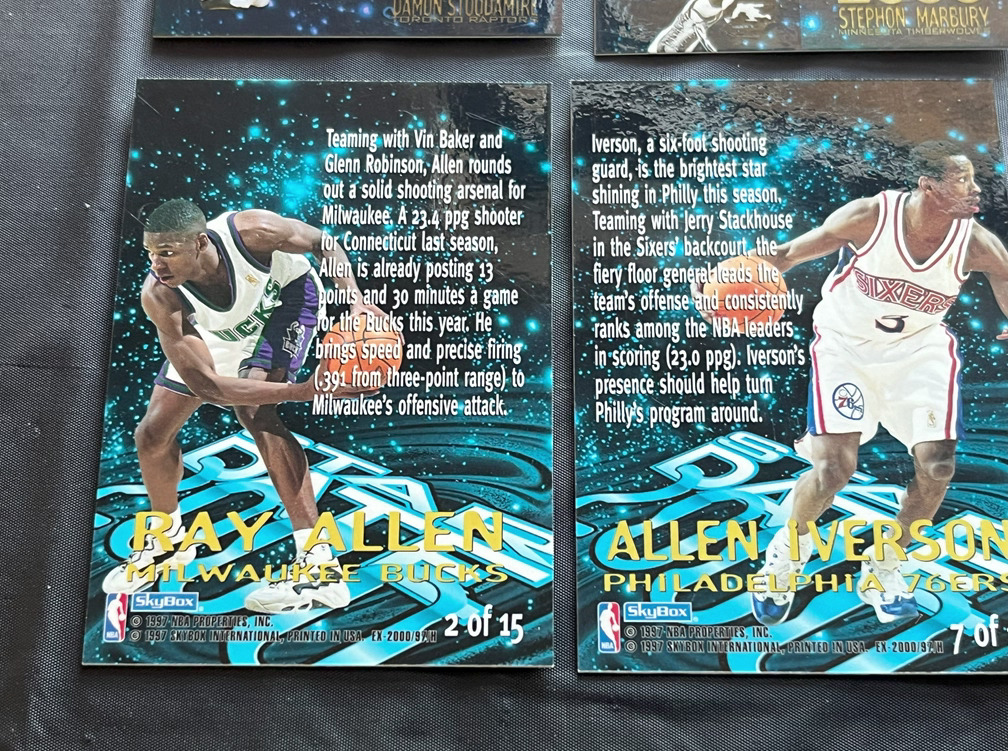 DAMON STOUDAMIRE
TORONTO RAPTORS
STEPHON MARBURY
MINNESOTA TIMBERWOLVES
Teaming with Vin Baker and
Glenn Robinson, Allen rounds
out a solid shooting arsenal for
Milwaukee. A 23.4 ppg shooter
for Connecticut last season,
Allen is already posting 13
points and 30 minutes a game
for the Bucks this year. He
brings speed and precise firing
(.391 from three-point range) to
Milwaukee's offensive attack.
RAY ALLEN
MILWAUKEE BUCKS
SkyBox
NBA
© 1997 NBA PROPERTIES, INC.
© 1997 SKYBOX INTERNATIONAL, PRINTED IN USA. EX-2000/97.TH
2 of 15
Iverson, a six-foot shooting
guard, is the brightest star
shining in Philly this season.
Teaming with Jerry Stackhouse
in the Sixers' backcourt, the
fiery floor general leads the
team's offense and consistently
ranks among the NBA leaders
in scoring (23.0 ppg). Iverson's
presence should help turn
Philly's program around.
SIXERS
3
76
ALLEN IVERSON
PHILADELPHIA 76ERS
SkyBox
NBA
© 1997 NBA PROPERTIES, INC.
© 1997 SKYBOX INTERNATIONAL, PRINTED IN USA. EX-2000/97.TH
7 of